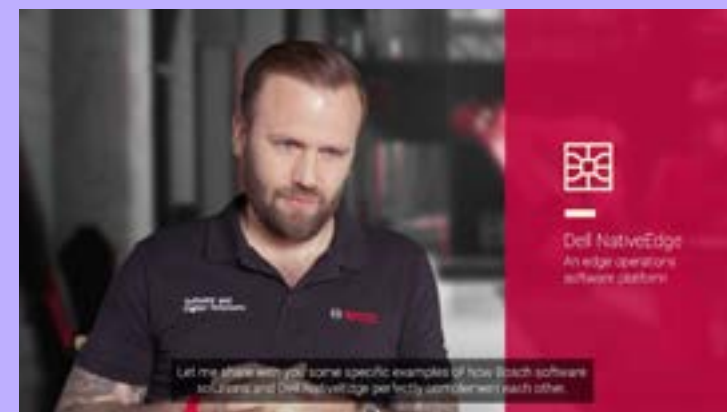 Dell NativeEdge
An edge operations
software platform
BOSCH
Let me share with you some specific examples of how Bosch software
solutions and Dell NativeEdge perfectly complement each other.